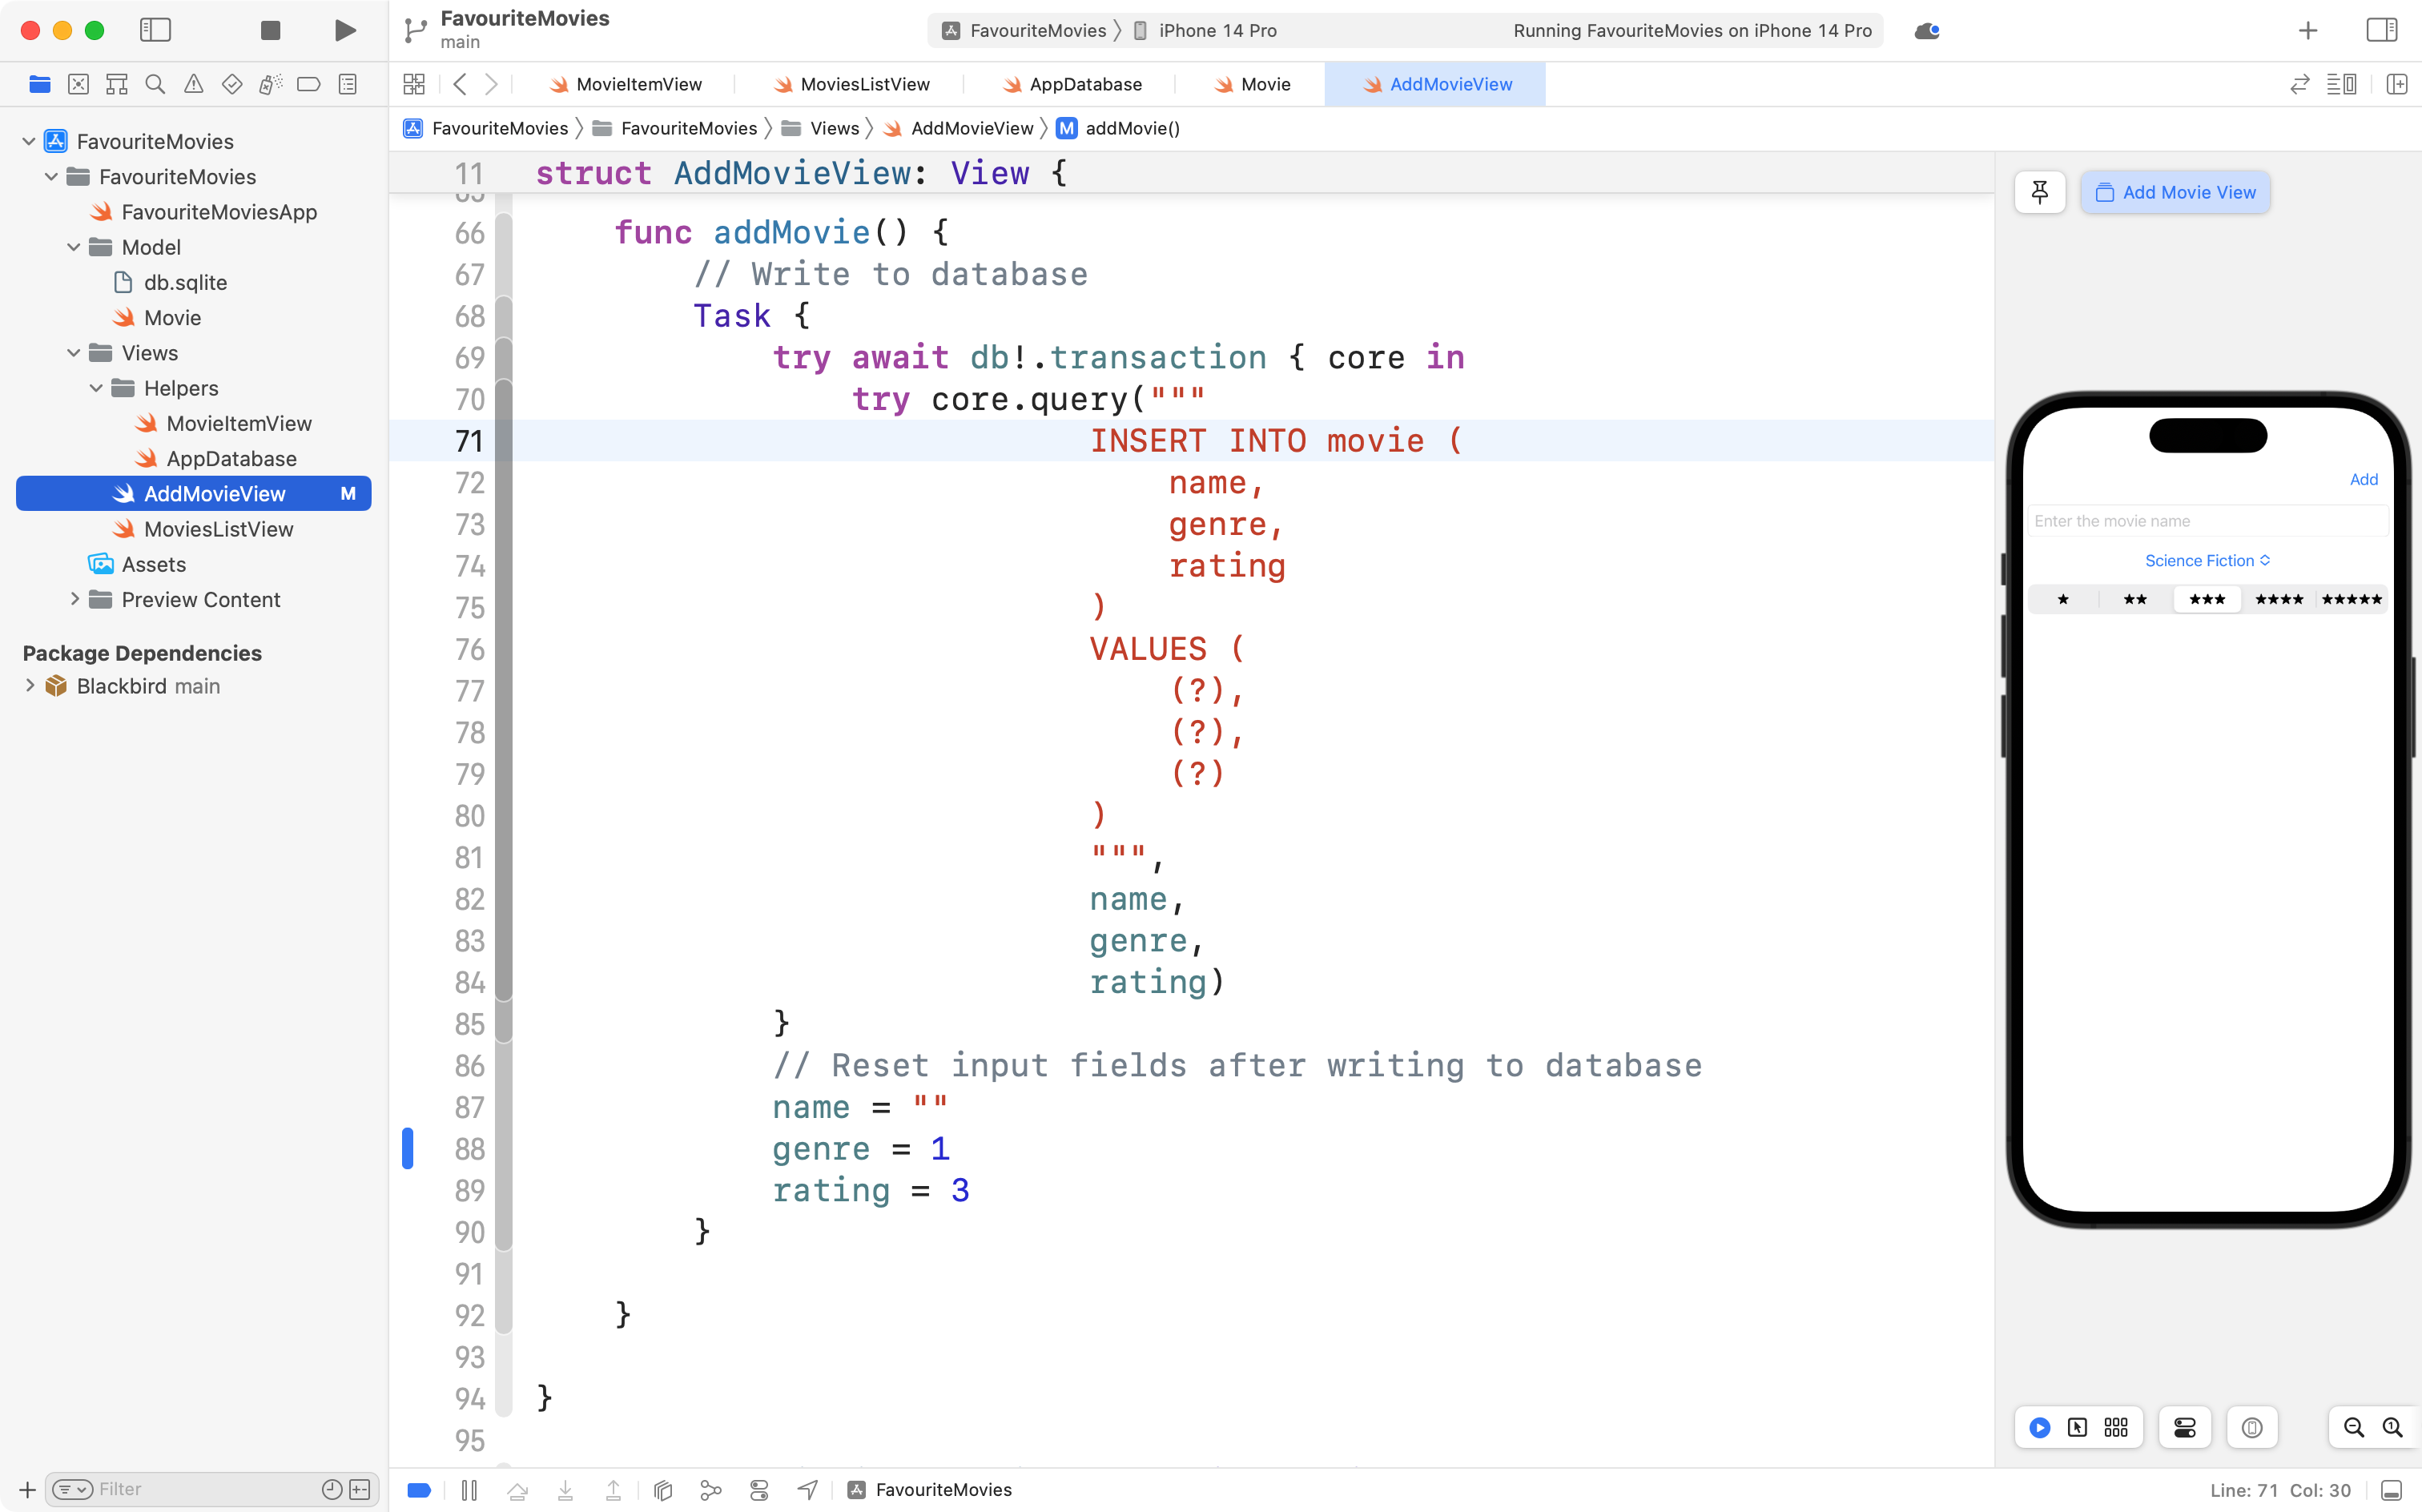 FavouriteMovies
main
FavouriteMovies
iPhone 14 Pro
Running FavouriteMovies on iPhone 14 Pro
MovieItemView
MoviesListView
AppDatabase
Movie
AddMovieView
FavouriteMovies
FavouriteMovies
Views
AddMovieView
M
addMovie()
FavouriteMovies
FavouriteMovies
FavouriteMoviesApp
Model
db.sqlite
Movie
Views
Helpers
MovieItemView
AppDatabase
AddMovieView M
MoviesListView
Assets
Preview Content
Package Dependencies
Blackbird main
Filter
11 struct AddMovieView: View {
66 func addMovie() {
67 // Write to database
68 Task {
69 try await db!.transaction { core in
70 try core.query("""
71 INSERT INTO movie (
72 name,
73 genre,
74 rating
75 )
76 VALUES (
77 (?),
78 (?),
79 (?)
80 )
81 """,
82 name,
83 genre,
84 rating)
85 }
86 // Reset input fields after writing to database
87 name = ""
88 genre = 1
89 rating = 3
90 }
91
92 }
93
94 }
95
Add Movie View
Add
Enter the movie name
Science Fiction
★ ★★ ★★★ ★★★★ ★★★★★
FavouriteMovies
Line: 71 Col: 30